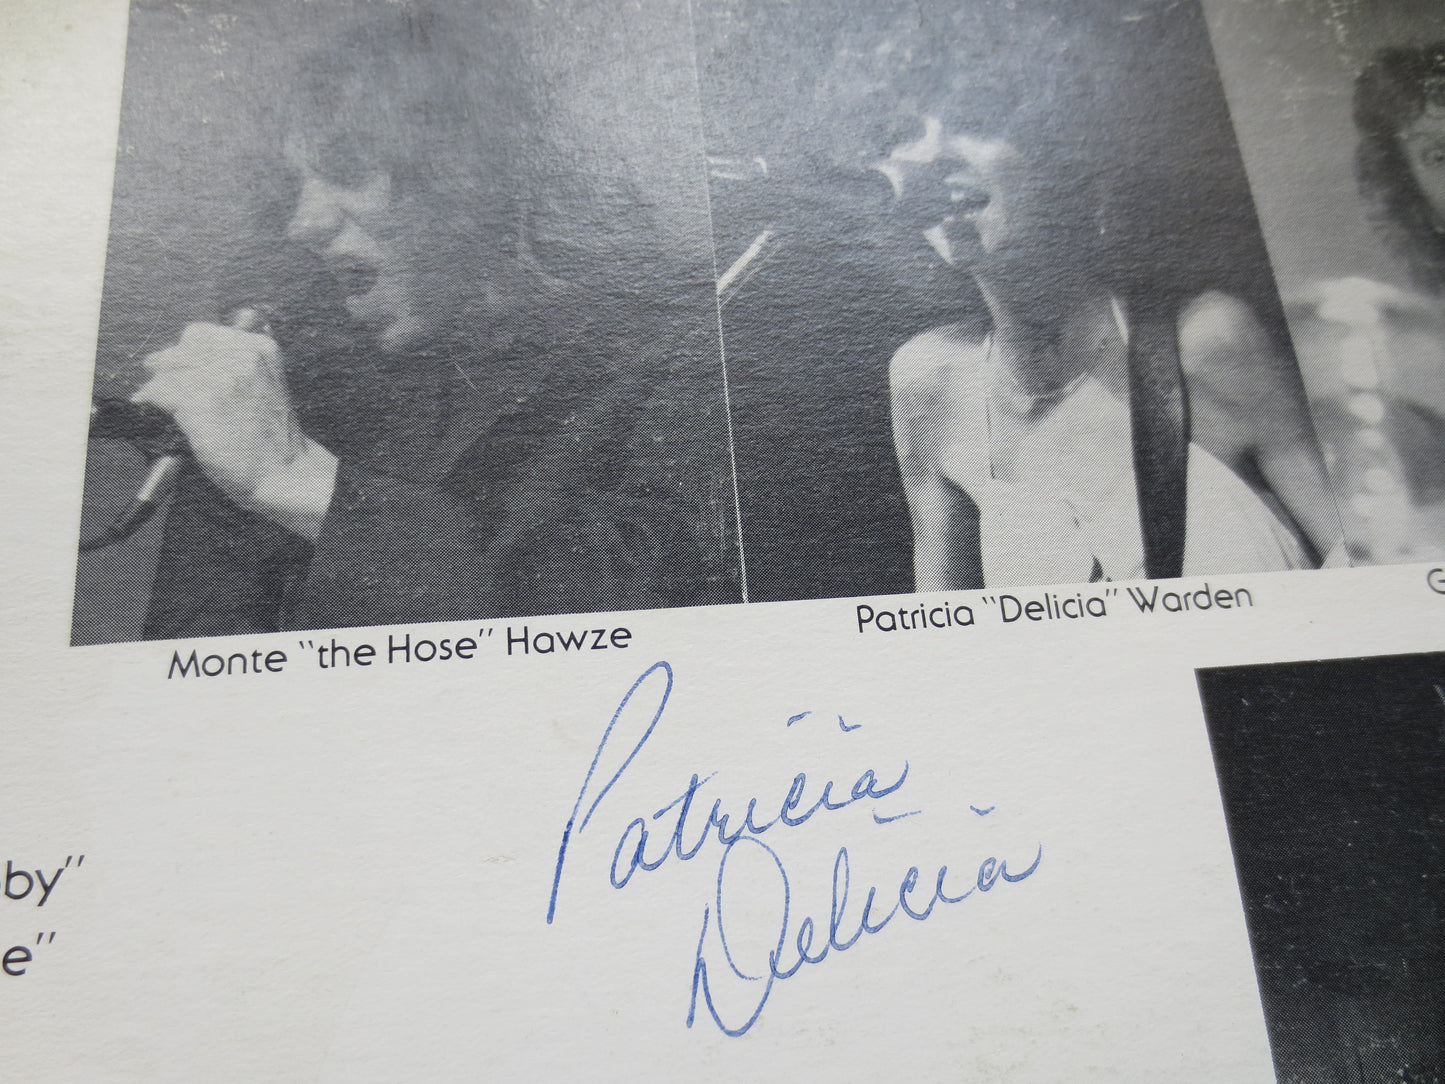 Monte "the Hose" Hawze
Patricia "Delicia" Warden
G
Patricia
Delicia
by"
e"